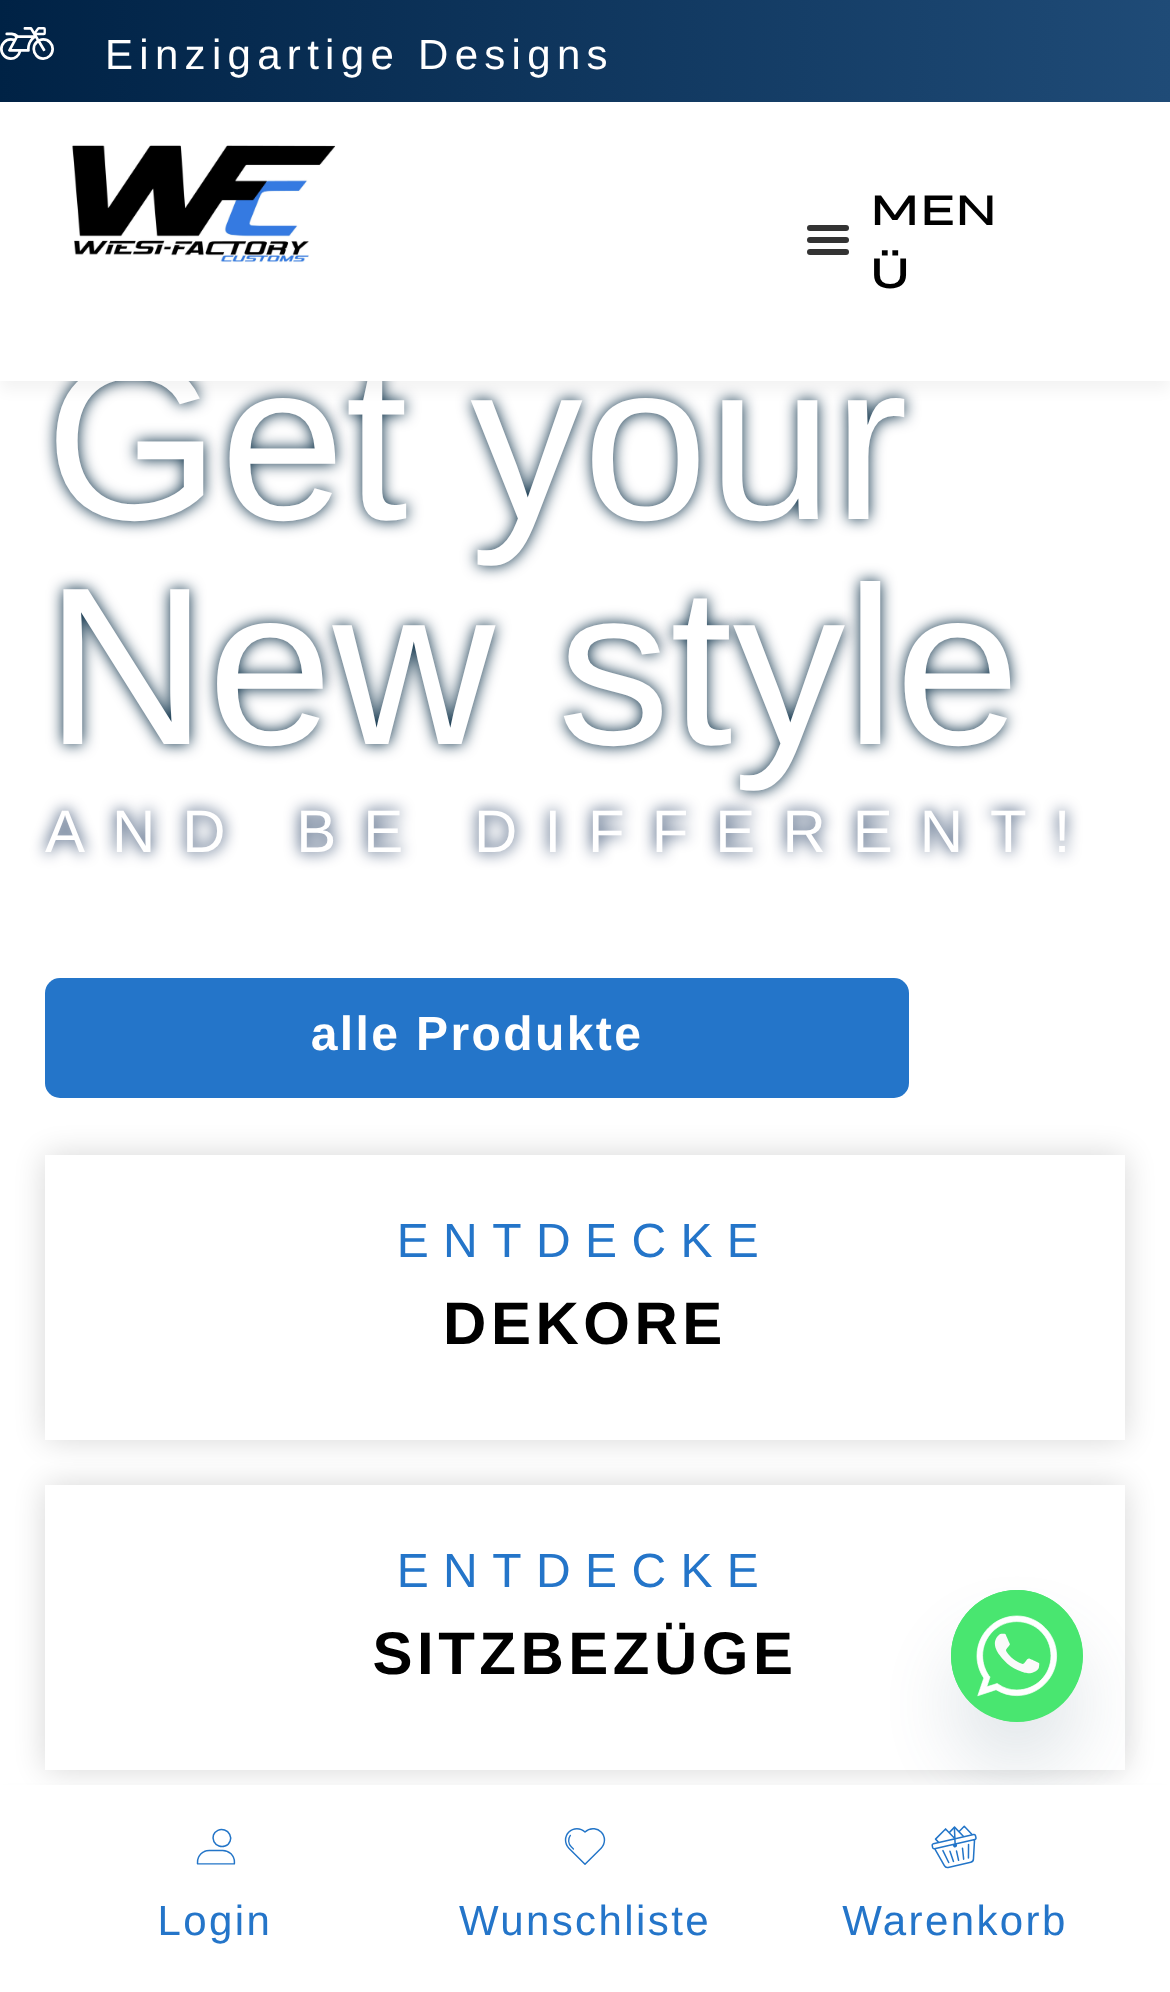 Einzigartige Designs
WFC
WIESI-FACTORY
CUSTOMS
MEN
Ü
Get your
New style
AND BE DIFFERENT!
alle Produkte
ENTDECKE
DEKORE
ENTDECKE
SITZBEZÜGE
Login
Wunschliste
Warenkorb